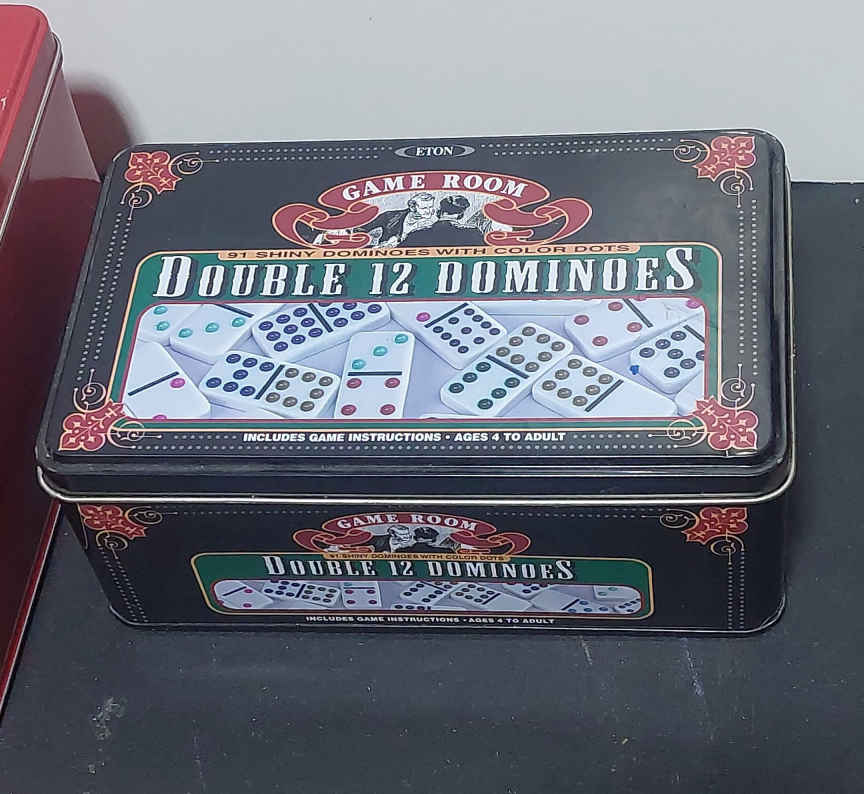 ETON
GAME ROOM
91 SHINY DOMINOES WITH COLOR DOTS
DOUBLE 12 DOMINOES
INCLUDES GAME INSTRUCTIONS • AGES 4 TO ADULT
GAME ROOM
91 SHINY DOMINOES WITH COLOR DOTS
DOUBLE 12 DOMINOES
INCLUDES GAME INSTRUCTIONS • AGES 4 TO ADULT